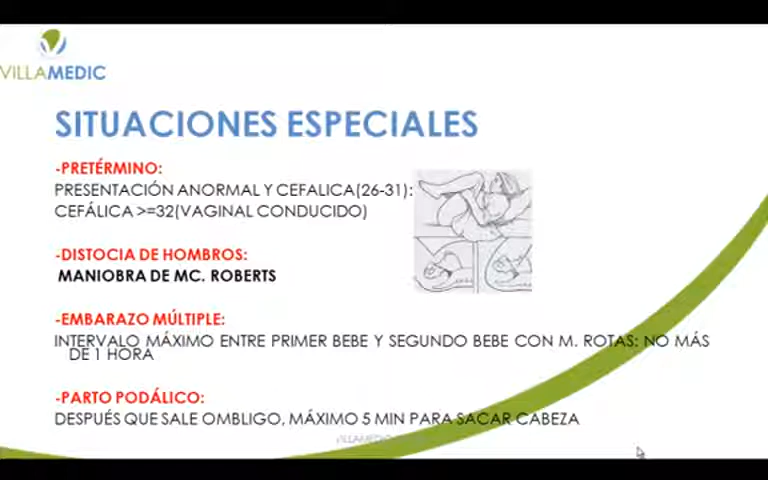 VILLAMEDIC
SITUACIONES ESPECIALES
-PRETÉRMINO:
PRESENTACIÓN ANORMAL Y CEFALICA(26-31):
CEFÁLICA >=32(VAGINAL CONDUCIDO)
-DISTOCIA DE HOMBROS:
MANIOBRA DE MC. ROBERTS
-EMBARAZO MÚLTIPLE:
INTERVALO MÁXIMO ENTRE PRIMER BEBE Y SEGUNDO BEBE CON M. ROTAS: NO MÁS
DE 1 HORA
-PARTO PODÁLICO:
DESPUÉS QUE SALE OMBLIGO, MÁXIMO 5 MIN PARA SACAR CABEZA